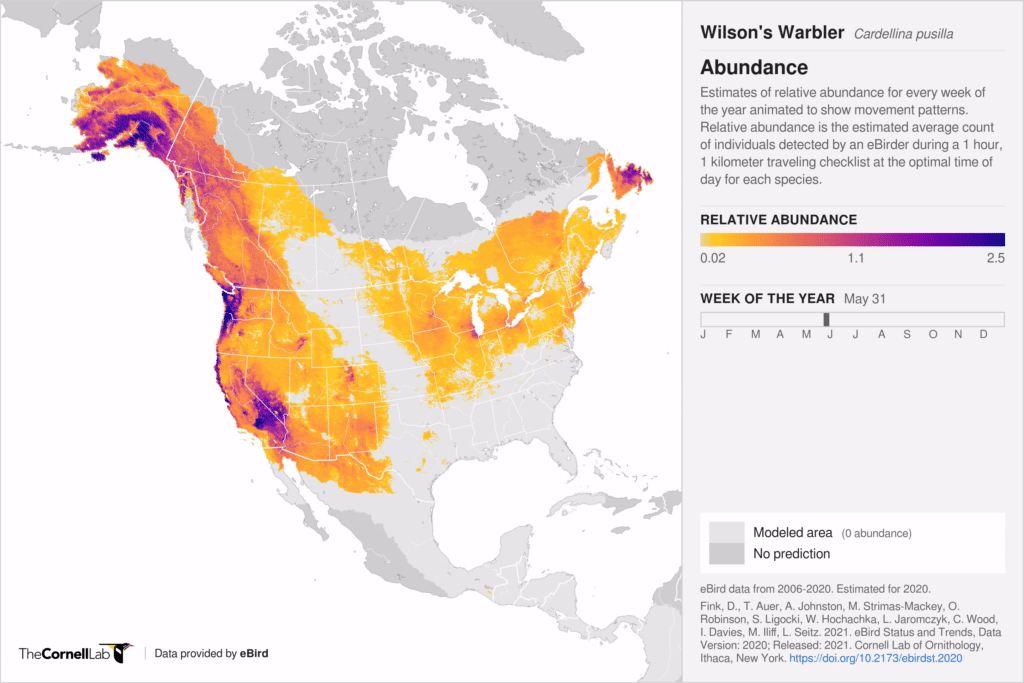 Wilson's Warbler Cardellina pusilla
Abundance
Estimates of relative abundance for every week of
the year animated to show movement patterns.
Relative abundance is the estimated average count
of individuals detected by an eBirder during a 1 hour,
1 kilometer traveling checklist at the optimal time of
day for each species.
RELATIVE ABUNDANCE
0.02 1.1 2.5
WEEK OF THE YEAR May 31
J F M A M J J A S O N D
Modeled area (0 abundance)
No prediction
eBird data from 2006-2020. Estimated for 2020.
Fink, D., T. Auer, A. Johnston, M. Strimas-Mackey, O.
Robinson, S. Ligocki, W. Hochachka, L. Jaromczyk, C. Wood,
I. Davies, M. Iliff, L. Seitz. 2021. eBird Status and Trends, Data
Version: 2020; Released: 2021. Cornell Lab of Ornithology,
Ithaca, New York. https://doi.org/10.2173/ebirdst.2020
TheCornellLab Data provided by eBird